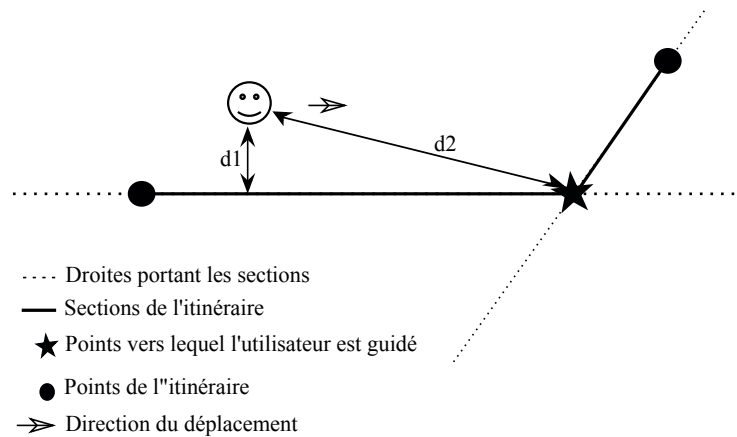 d1
d2
Droites portant les sections
Sections de l'itinéraire
Points vers lequel l'utilisateur est guidé
Points de l"itinéraire
Direction du déplacement